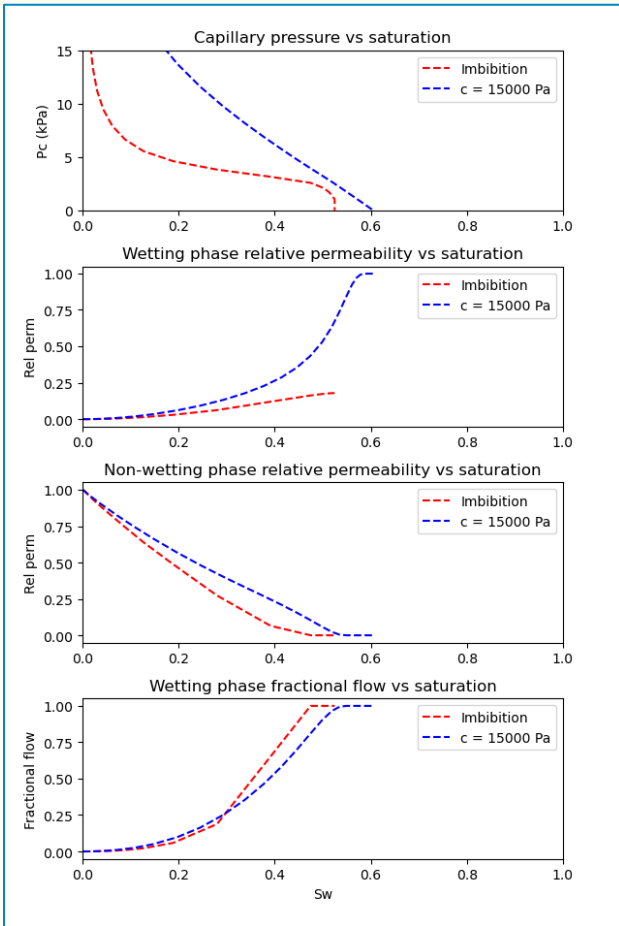 Capillary pressure vs saturation
15
10
5
0
Pc (kPa)
Imbibition
c = 15000 Pa
0.0 0.2 0.4 0.6 0.8 1.0
Wetting phase relative permeability vs saturation
1.00
0.75
0.50
0.25
0.00
Rel perm
Imbibition
c = 15000 Pa
0.0 0.2 0.4 0.6 0.8 1.0
Non-wetting phase relative permeability vs saturation
1.00
0.75
0.50
0.25
0.00
Rel perm
Imbibition
c = 15000 Pa
0.0 0.2 0.4 0.6 0.8 1.0
Wetting phase fractional flow vs saturation
1.00
0.75
0.50
0.25
0.00
Fractional flow
Imbibition
c = 15000 Pa
0.0 0.2 0.4 0.6 0.8 1.0
Sw